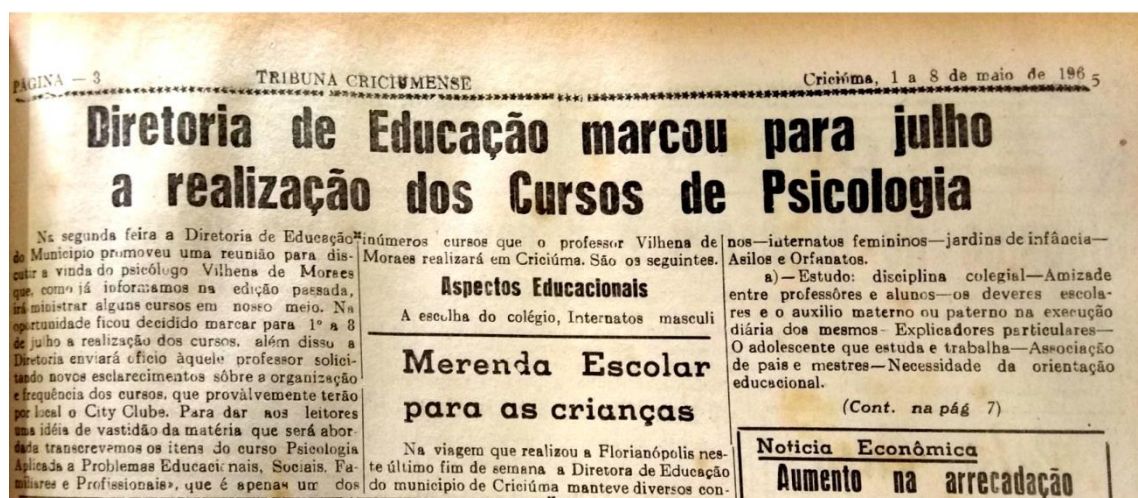 PÁGINA — 3
TRIBUNA CRICIUMENSE
Criciúma, 1 a 8 de maio de 1965
Diretoria de Educação marcou para julho
a realização dos Cursos de Psicologia
Na segunda feira a Diretoria de Educação
do Municipio promoveu uma reunião para dis-
cutir a vinda do psicólogo Vilhena de Moraes
que, como já informamos na edição passada,
irá ministrar alguns cursos em nosso meio. Na
oportunidade ficou decidido marcar para 1º a 8
de julho a realização dos cursos, além disso a
Diretoria enviará oficio àquele professor solici-
tando novos esclarecimentos sôbre a organização
e frequência dos cursos, que provàlvemente terão
por local o City Clube. Para dar aos leitores
uma idéia de vastidão da matéria que será abor-
dada transcrevemos os itens do curso Psicologia
Aplicada a Problemas Educacionais, Sociais, Fa-
miliares e Profissionais», que é apenas um dos
inúmeros cursos que o professor Vilhena de
Moraes realizará em Criciúma. São os seguintes.
Aspectos Educacionais
A escolha do colégio, Internatos masculi
nos—internatos femininos—jardins de infância—
Asilos e Orfanatos.
a)—Estudo: disciplina colegial—Amizade
entre professôres e alunos—os deveres escola-
res e o auxilio materno ou paterno na execução
diária dos mesmos- Explicadores particulares—
O adolescente que estuda e trabalha—Associação
de pais e mestres—Necessidade da orientação
educacional.
(Cont. na pág 7)
Merenda Escolar
para as crianças
Na viagem que realizou a Florianópolis nes-
te último fim de semana a Diretora de Educação
do municipio de Criciúma manteve diversos con-
Noticia Econômica
Aumento na arrecadação